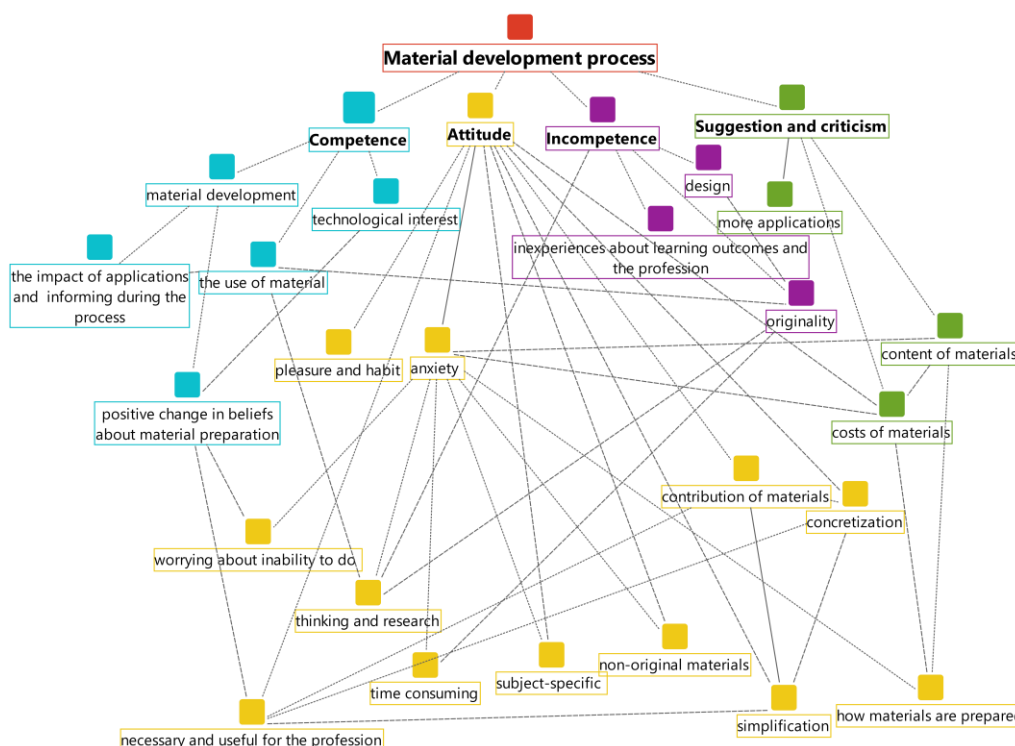 Material development process
Competence
Attitude
Incompetence
Suggestion and criticism
material development
technological interest
design
more applications
the impact of applications
and informing during the
process
the use of material
inexperiences about learning outcomes and
the profession
originality
pleasure and habit
anxiety
content of materials
positive change in beliefs
about material preparation
costs of materials
contribution of materials
concretization
worrying about inability to do
thinking and research
time consuming
subject-specific
non-original materials
necessary and useful for the profession
simplification
how materials are prepared